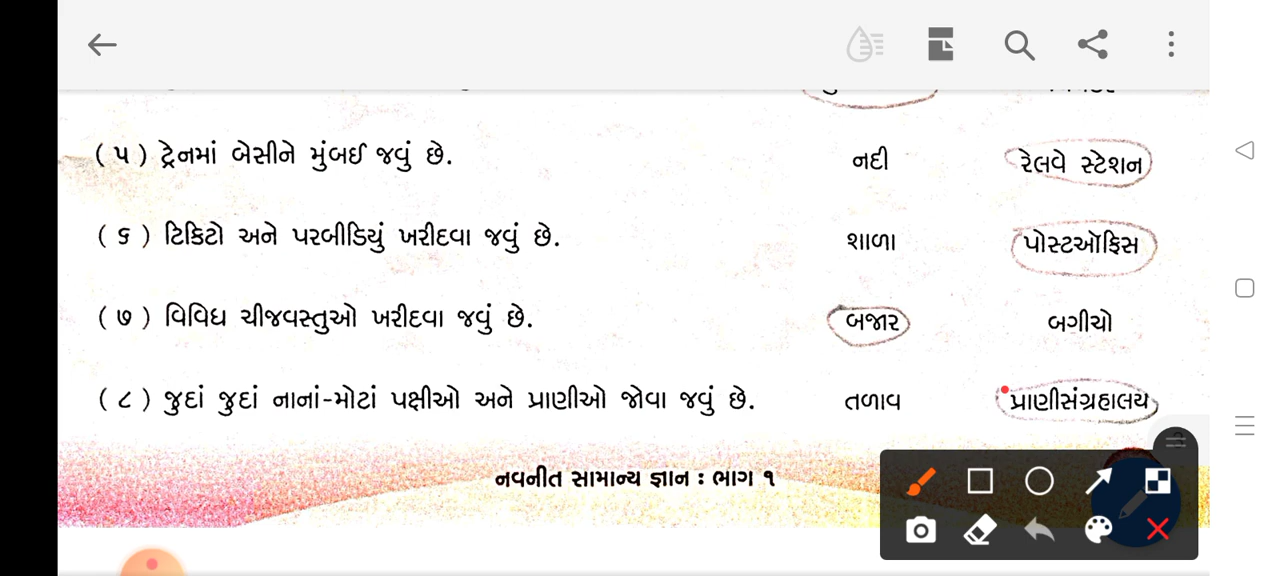 (૫) ટ્રેનમાં બેસીને મુંબઈ જવું છે. નદી રેલવે સ્ટેશન
(૬) ટિકિટો અને પરબીડિયું ખરીદવા જવું છે. શાળા પોસ્ટઑફિસ
(૭) વિવિધ ચીજવસ્તુઓ ખરીદવા જવું છે. બજાર બગીચો
(૮) જુદાં જુદાં નાનાં-મોટાં પક્ષીઓ અને પ્રાણીઓ જોવા જવું છે. તળાવ પ્રાણીસંગ્રહાલય
નવનીત સામાન્ય જ્ઞાન : ભાગ ૧